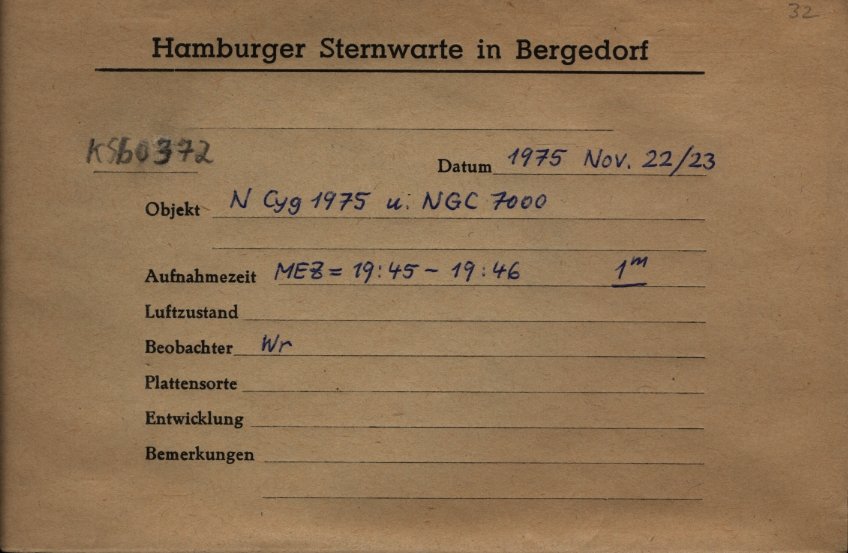 32
Hamburger Sternwarte in Bergedorf
KSb0372
Datum 1975 Nov. 22/23
Objekt N Cyg 1975 u. NGC 7000
Aufnahmezeit MEZ = 19:45 - 19:46 1m
Luftzustand
Beobachter Wr
Plattensorte
Entwicklung
Bemerkungen